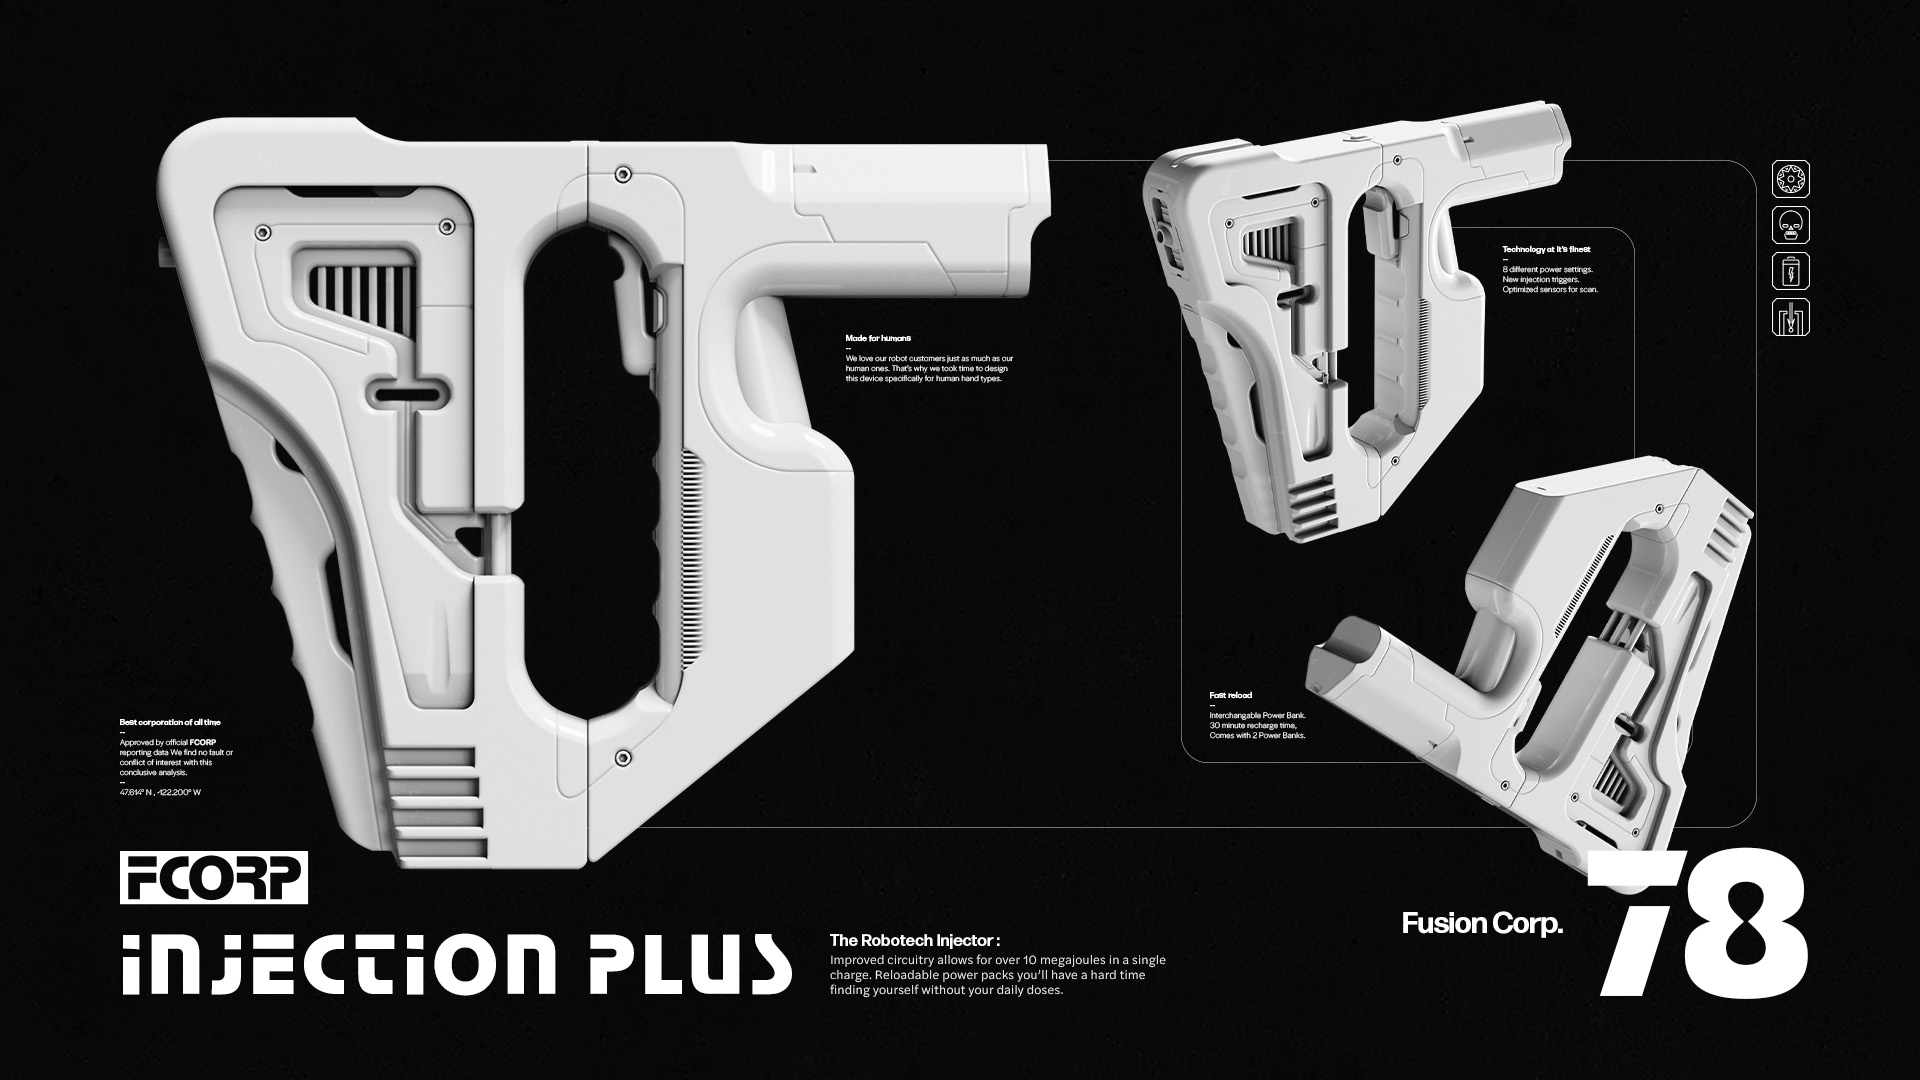 Made for humans
--
We love our robot customers just as much as our
human ones. That's why we took time to design
this device specifically for human hand types.
Technology at it's finest
--
8 different power settings.
New injection triggers.
Optimized sensors for scan.
Fast reload
--
Interchangable Power Bank.
30 minute recharge time,
Comes with 2 Power Banks.
Best corporation of all time
--
Approved by official FCORP
reporting data We find no fault or
conflict of interest with this
conclusive analysis.
--
47.614° N , -122.200° W
FCORP
INJECTION PLUS
The Robotech Injector :
Improved circuitry allows for over 10 megajoules in a single
charge. Reloadable power packs you'll have a hard time
finding yourself without your daily doses.
Fusion Corp.
78